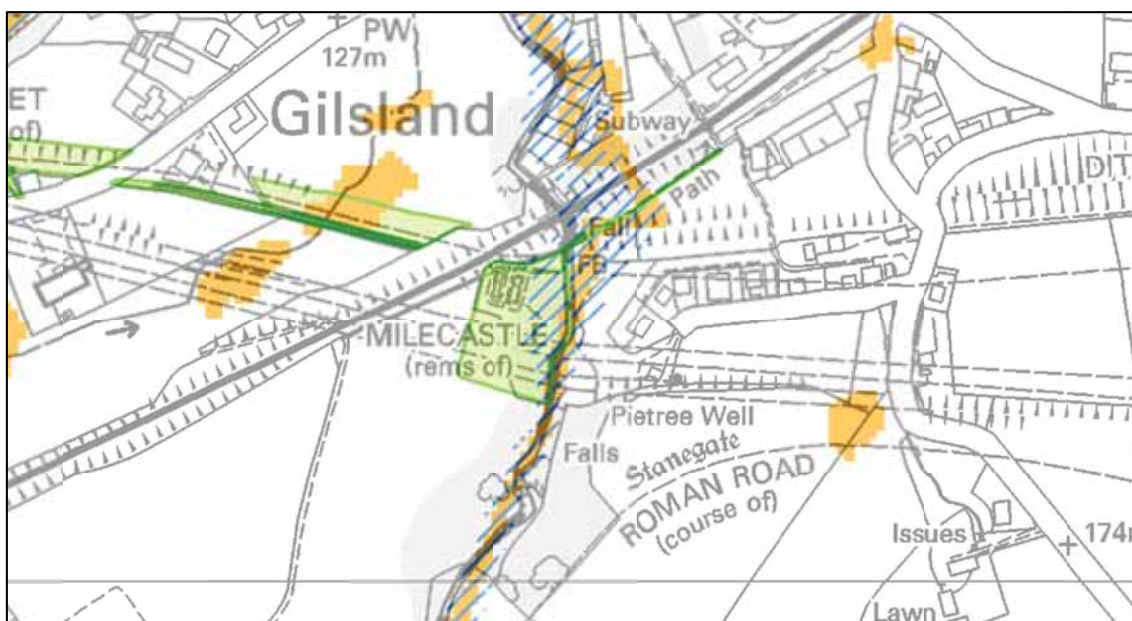 PW
127m
ET
of)
Gilsland
Subway
Path
DIT
Fall
FB
MILECASTLE
(rems of)
Pietree Well
Falls
Stanegate
ROMAN ROAD
(course of)
Issues
174m
Lawn